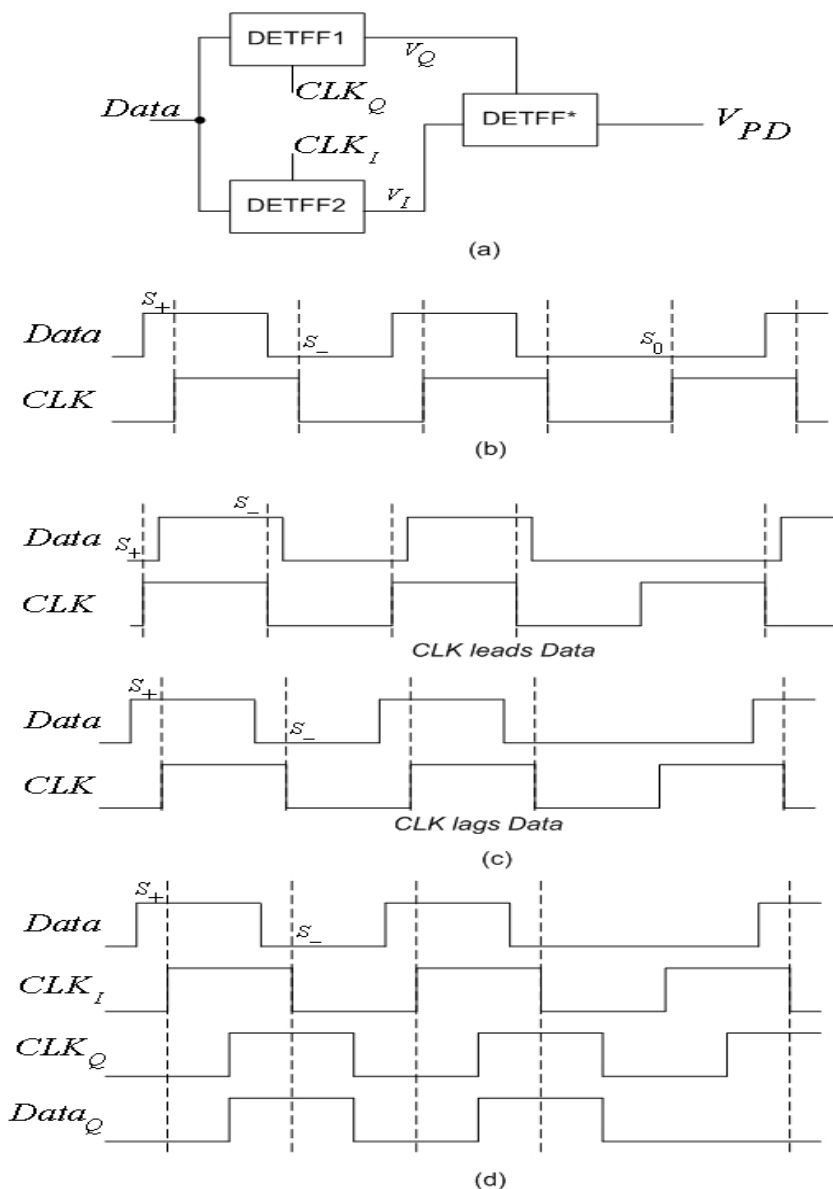 DETFF1
V_Q
CLK_Q
Data
DETFF*
V_PD
CLK_I
DETFF2
V_I
(a)
S_+
Data
S_-
S_0
CLK
(b)
S_-
Data
S_+
CLK
CLK leads Data
S_+
Data
S_-
CLK
CLK lags Data
(c)
S_+
Data
S_-
CLK_I
CLK_Q
Data_Q
(d)